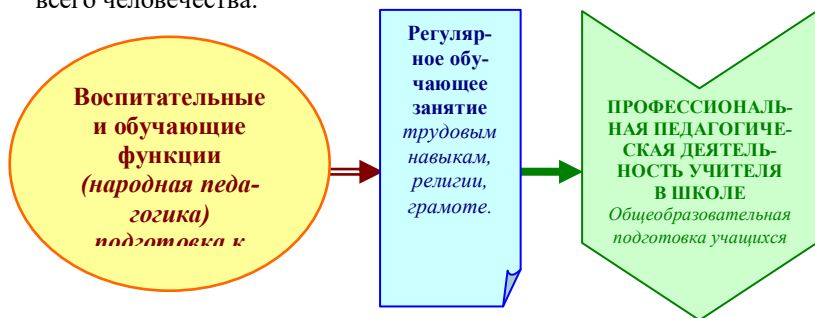 всего человечества.
Воспитательные
и обучающие
функции
(народная педа-
гогика)
подготовка к
Регуляр-
ное обу-
чающее
занятие
трудовым
навыкам,
религии,
грамоте.
ПРОФЕССИОНАЛЬ-
НАЯ ПЕДАГОГИЧЕ-
СКАЯ ДЕЯТЕЛЬ-
НОСТЬ УЧИТЕЛЯ
В ШКОЛЕ
Общеобразовательная
подготовка учащихся